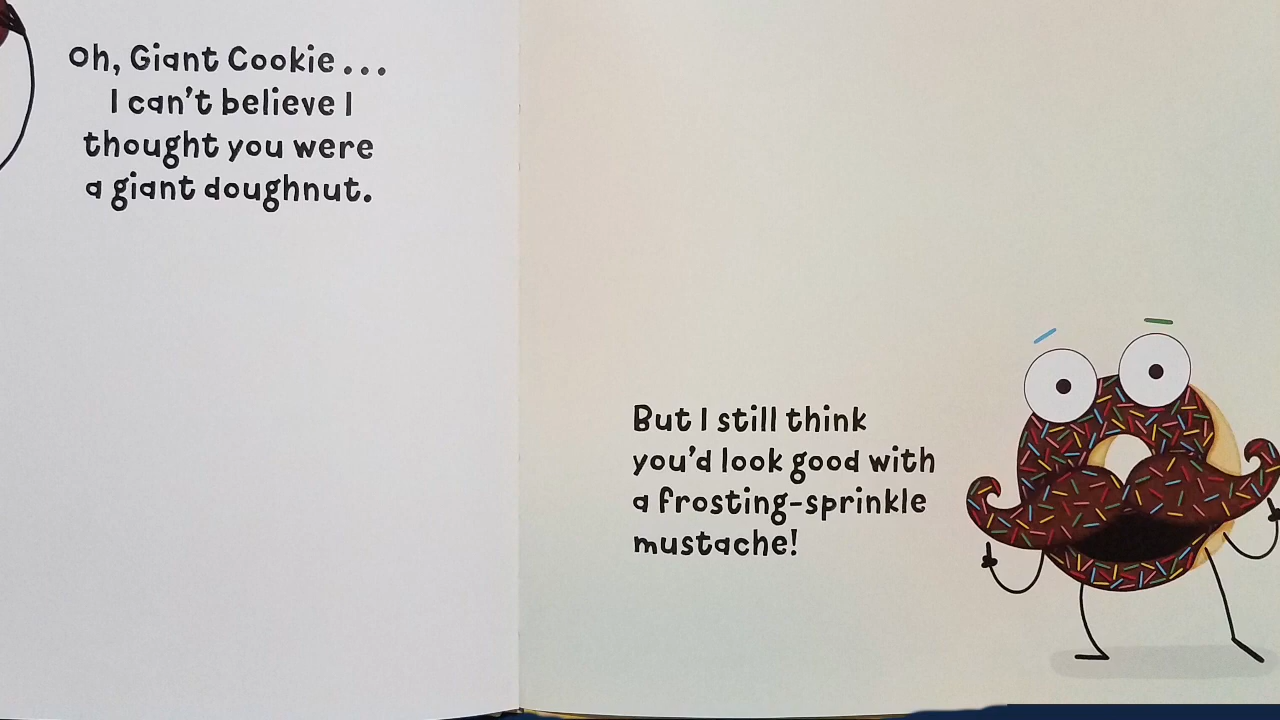 Oh, Giant Cookie...
I can't believe I
thought you were
a giant doughnut.
But I still think
you'd look good with
a frosting-sprinkle
mustache!